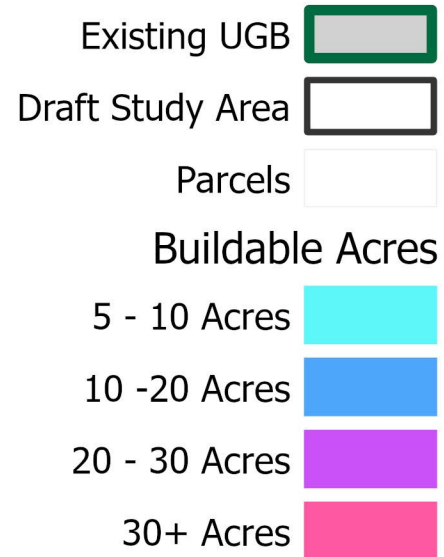 Existing UGB
Draft Study Area
Parcels
Buildable Acres
5 - 10 Acres
10 -20 Acres
20 - 30 Acres
30+ Acres